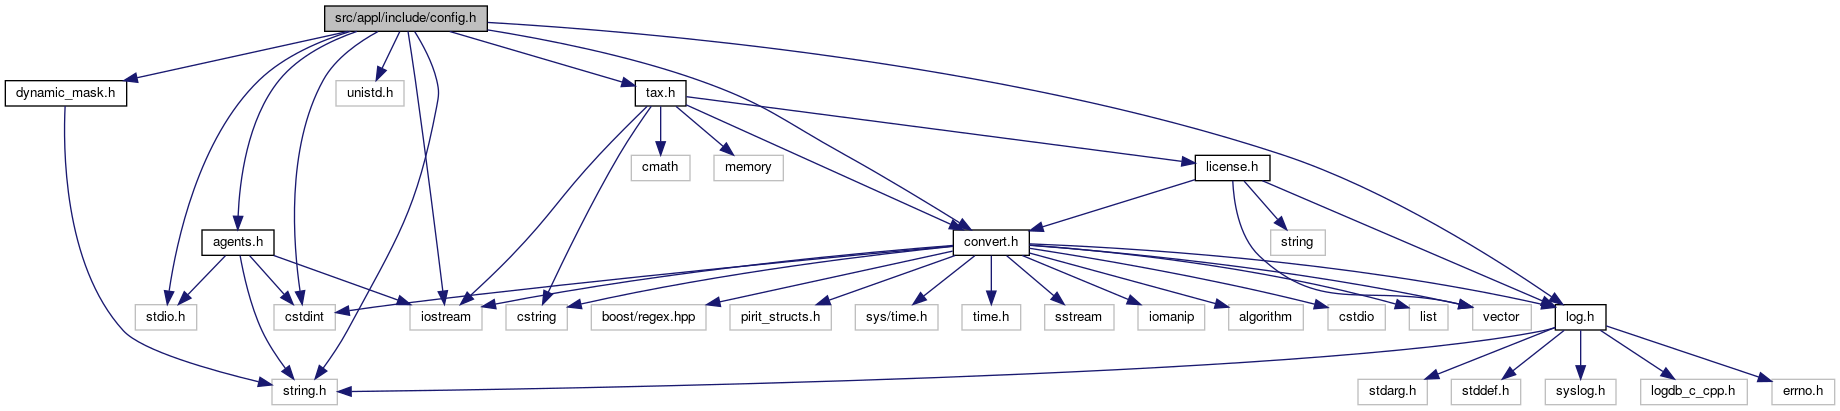 src/appl/include/config.h
dynamic_mask.h
unistd.h
tax.h
cmath
memory
license.h
agents.h
convert.h
string
stdio.h
cstdint
iostream
cstring
boost/regex.hpp
pirit_structs.h
sys/time.h
time.h
sstream
iomanip
algorithm
cstdio
list
vector
log.h
string.h
stdarg.h
stddef.h
syslog.h
logdb_c_cpp.h
errno.h